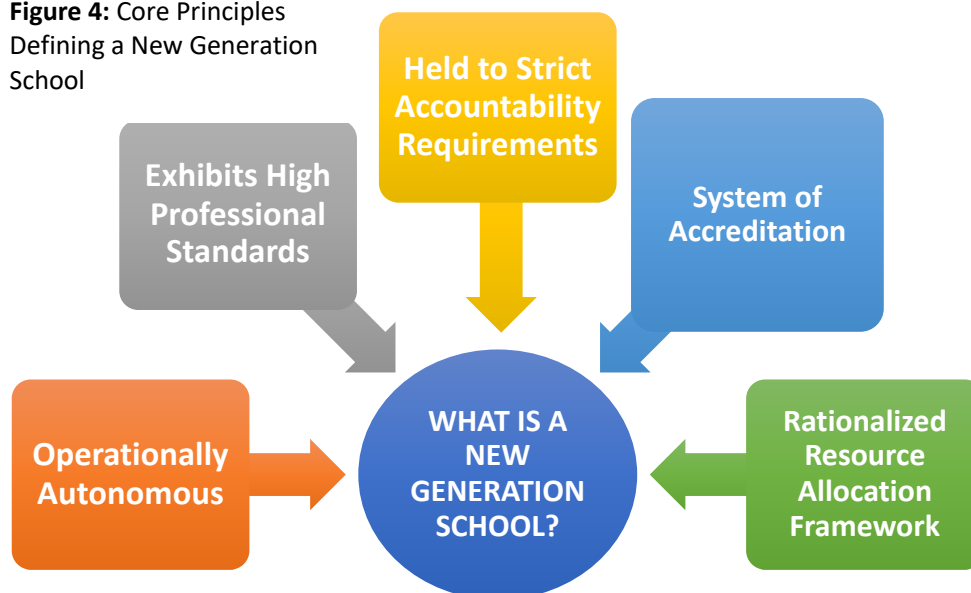 Figure 4: Core Principles
Defining a New Generation
School
Held to Strict
Accountability
Requirements
Exhibits High
Professional
Standards
System of
Accreditation
Operationally
Autonomous
WHAT IS A
NEW
GENERATION
SCHOOL?
Rationalized
Resource
Allocation
Framework